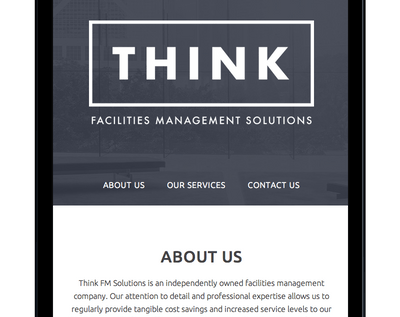 THINK
FACILITIES MANAGEMENT SOLUTIONS
ABOUT US OUR SERVICES CONTACT US
ABOUT US
Think FM Solutions is an independently owned facilities management
company. Our attention to detail and professional expertise allows us to
regularly provide tangible cost savings and increased service levels to our